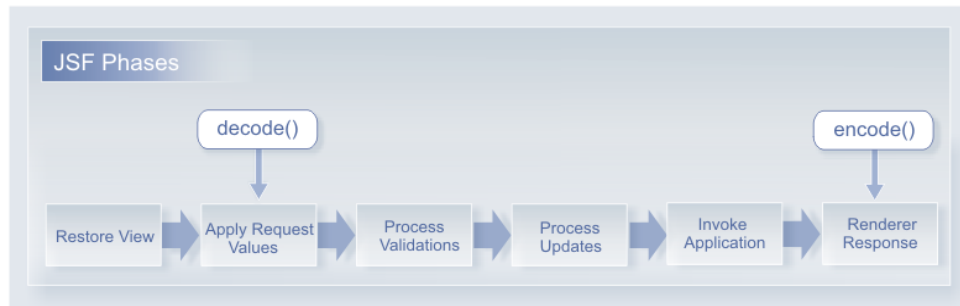 JSF Phases
decode()
encode()
Restore View
Apply Request
Values
Process
Validations
Process
Updates
Invoke
Application
Renderer
Response